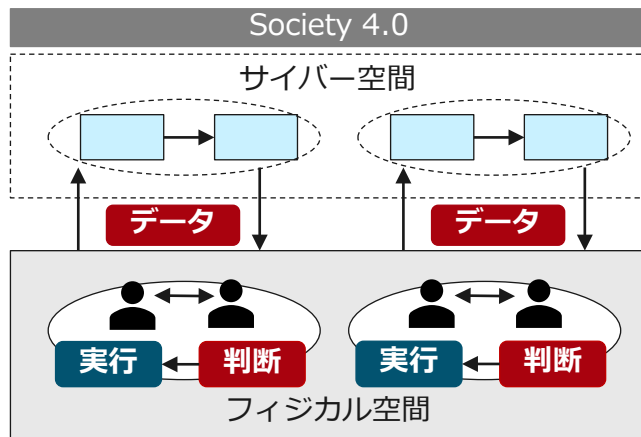 Society 4.0
サイバー空間
データ
データ
実行
判断
実行
判断
フィジカル空間